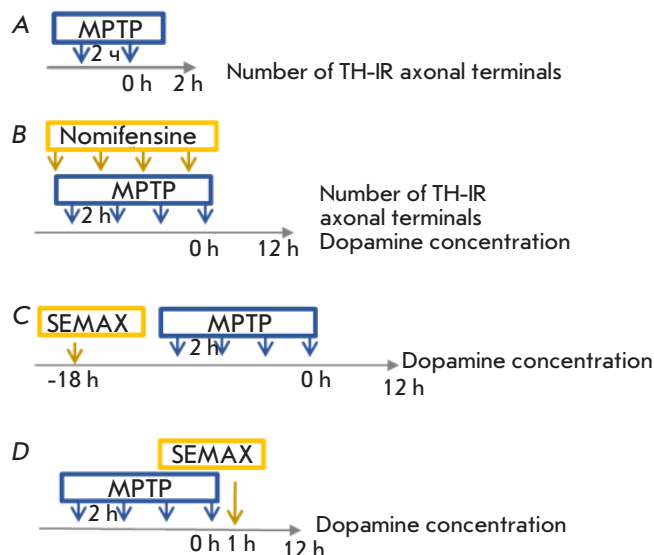 A
MPTP
2 ч
0 h 2 h
Number of TH-IR axonal terminals
B
Nomifensine
MPTP
2 h
0 h 12 h
Number of TH-IR
axonal terminals
Dopamine concentration
C
SEMAX MPTP
2 h
-18 h 0 h 12 h
Dopamine concentration
D
SEMAX
MPTP
2 h
0 h 1 h 12 h
Dopamine concentration